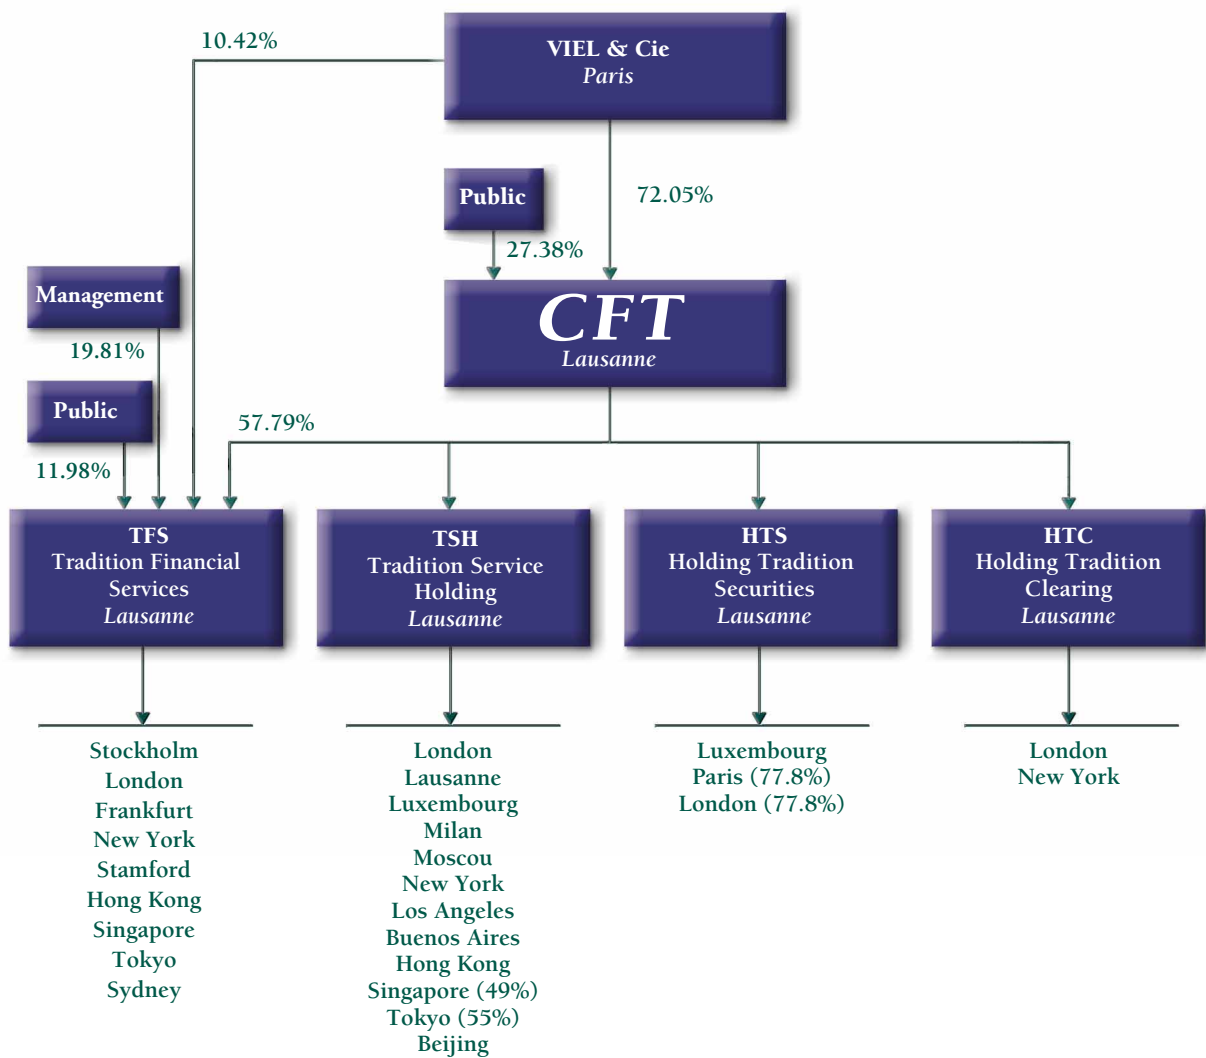 10.42%
VIEL & Cie
Paris
Public
72.05%
27.38%
Management
19.81%
CFT
Lausanne
Public
11.98%
57.79%
TFS
Tradition Financial
Services
Lausanne
TSH
Tradition Service
Holding
Lausanne
HTS
Holding Tradition
Securities
Lausanne
HTC
Holding Tradition
Clearing
Lausanne
Stockholm
London
Frankfurt
New York
Stamford
Hong Kong
Singapore
Tokyo
Sydney
London
Lausanne
Luxembourg
Milan
Moscou
New York
Los Angeles
Buenos Aires
Hong Kong
Singapore (49%)
Tokyo (55%)
Beijing
Luxembourg
Paris (77.8%)
London (77.8%)
London
New York